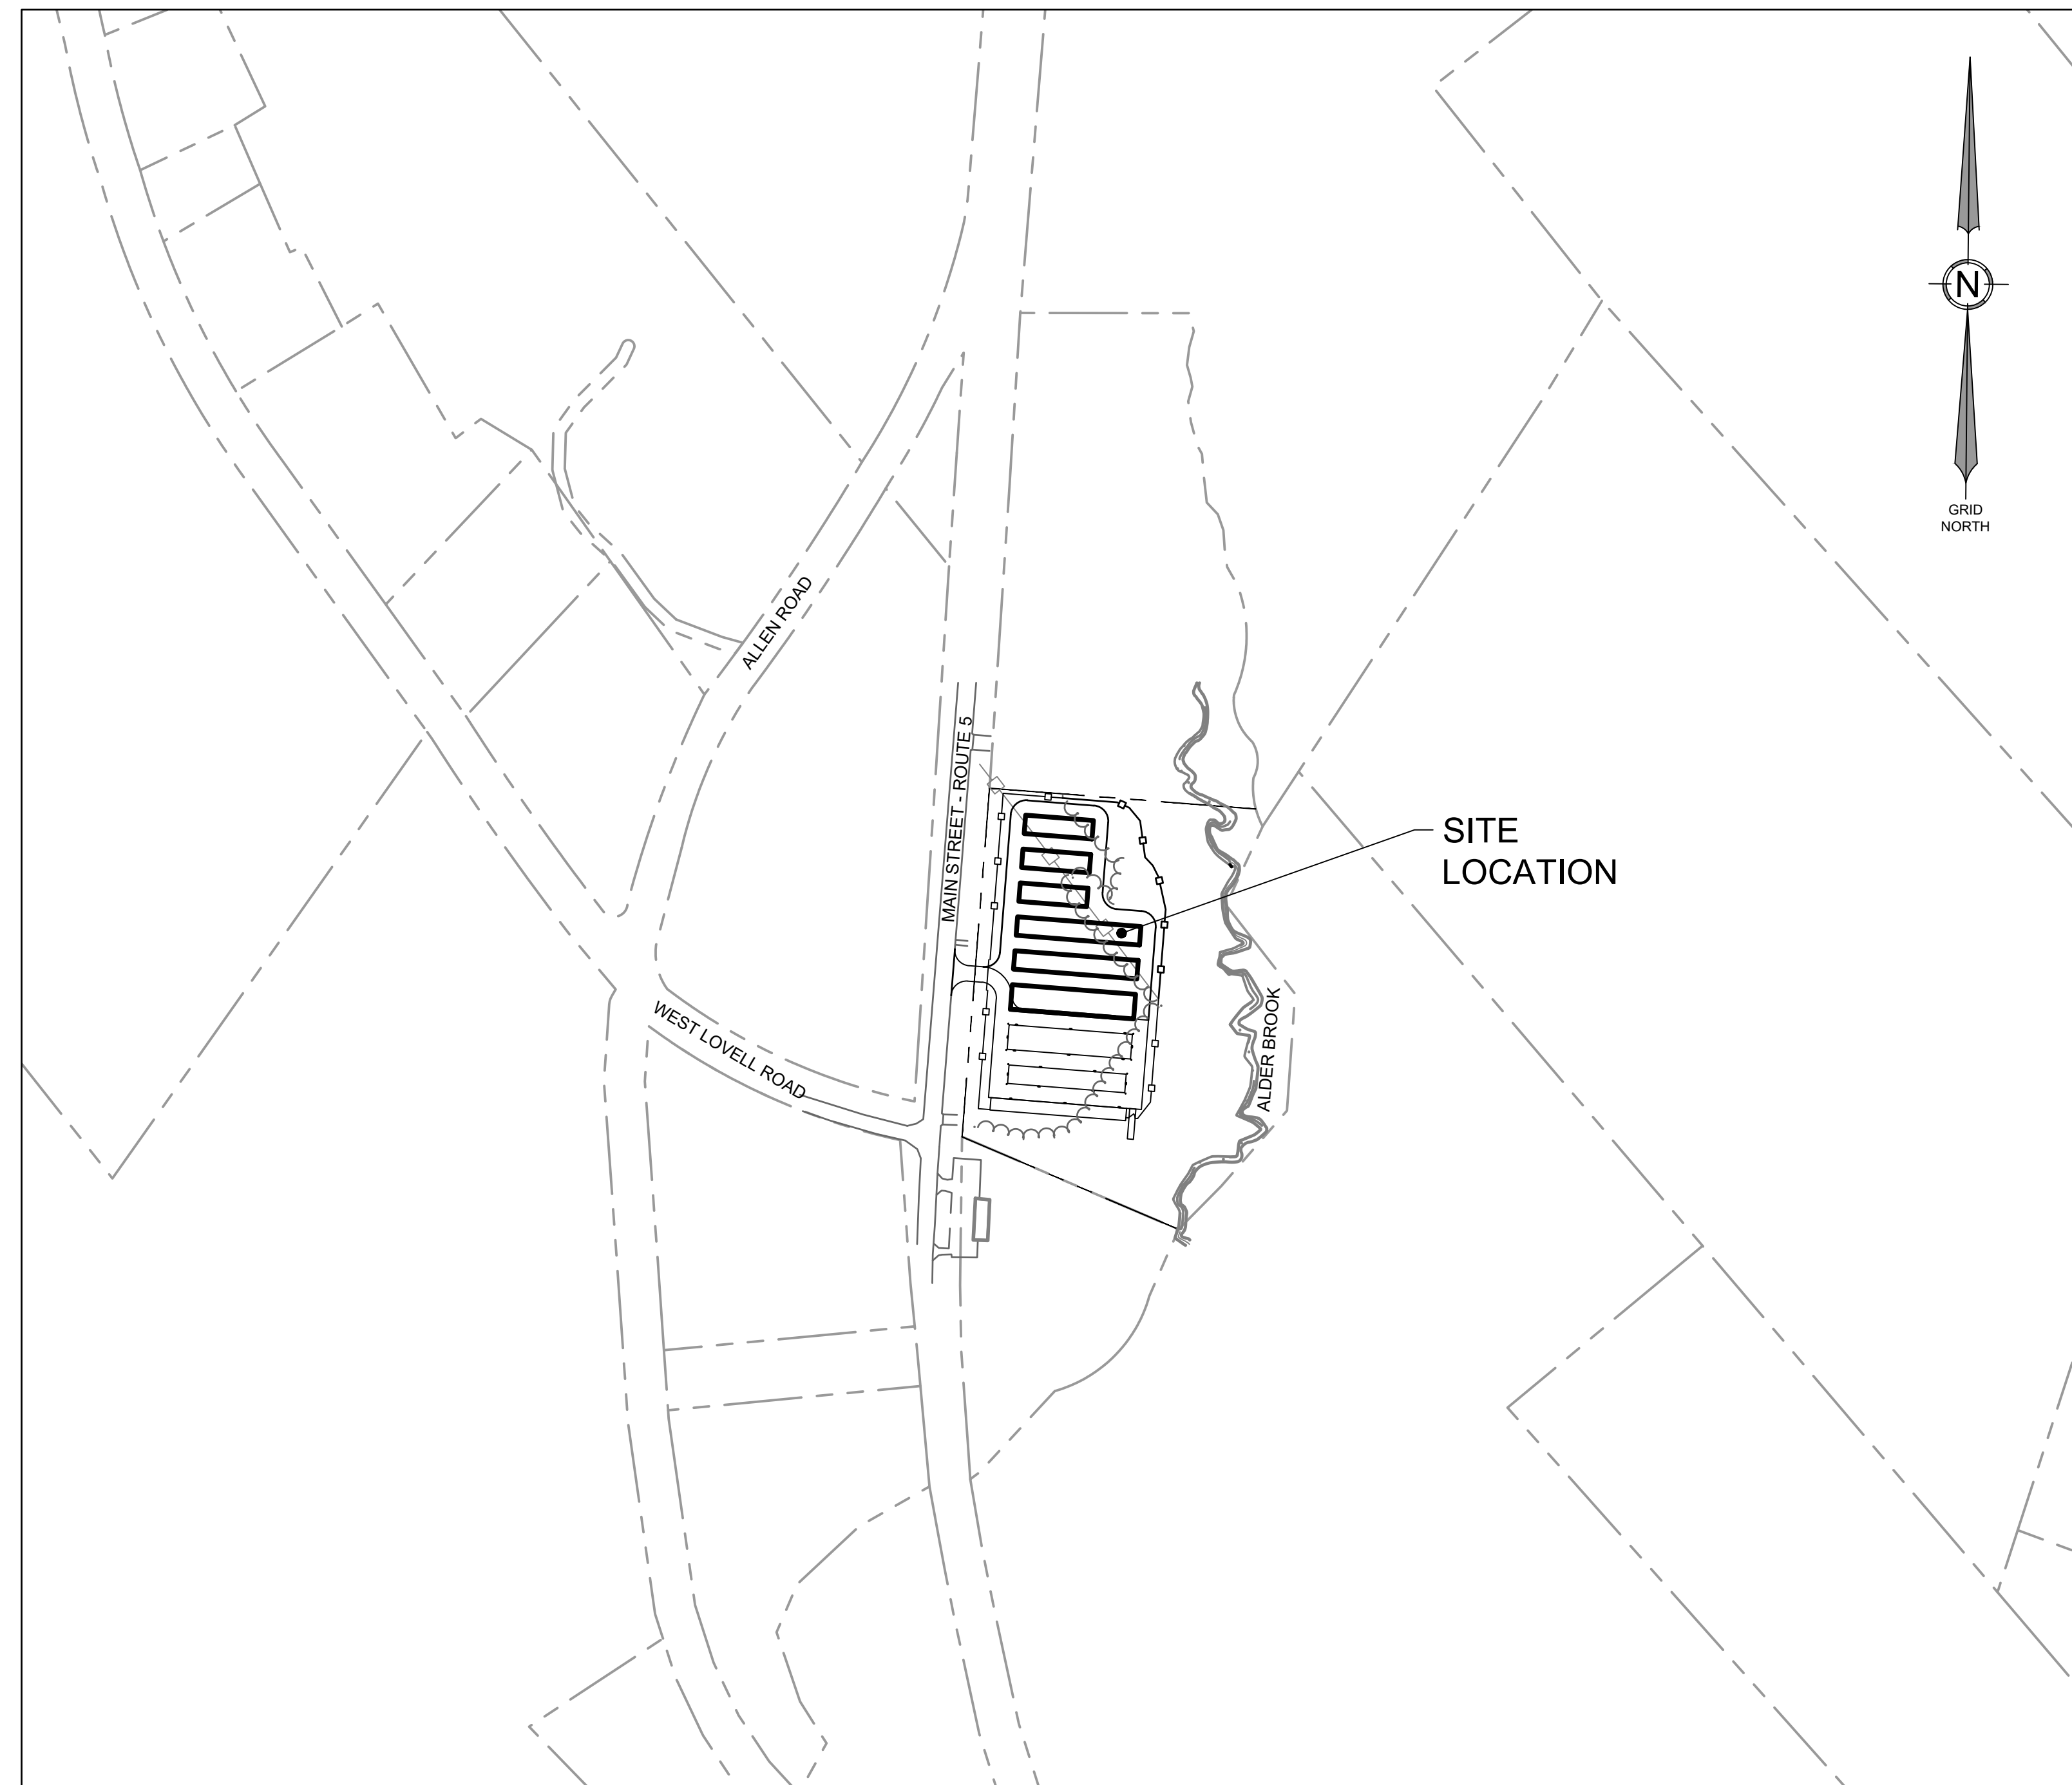 N
GRID
NORTH
ALLEN ROAD
MAIN STREET - ROUTE 5
SITE
LOCATION
WEST LOVELL ROAD
ALDER BROOK